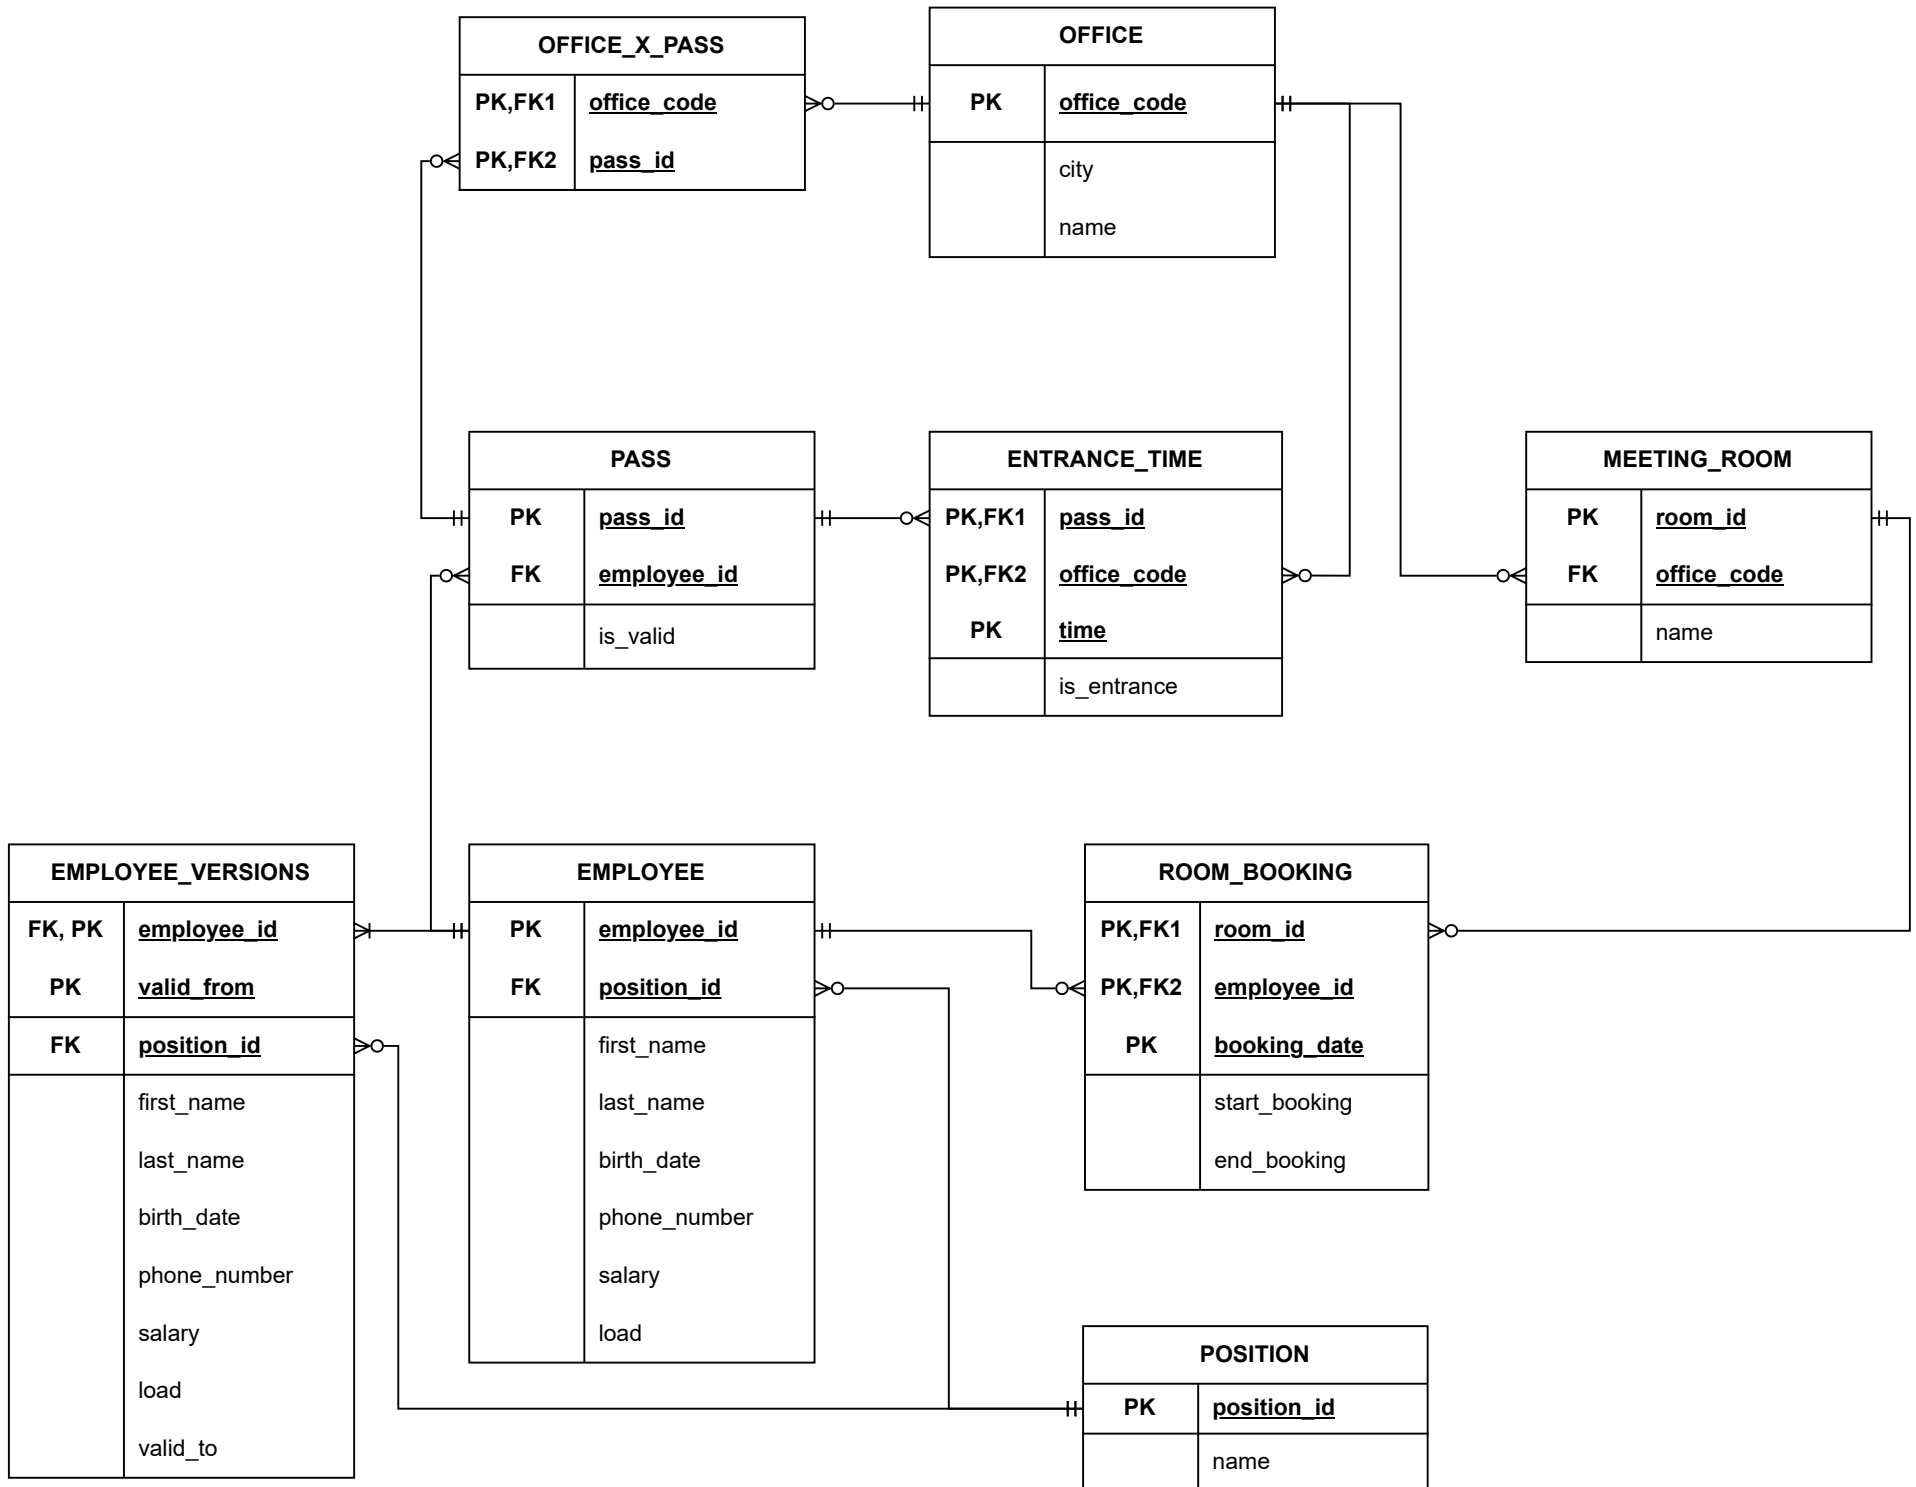 OFFICE_X_PASS
PK,FK1 office_code
PK,FK2 pass_id
OFFICE
PK office_code
city
name
PASS
PK pass_id
FK employee_id
is_valid
ENTRANCE_TIME
PK,FK1 pass_id
PK,FK2 office_code
PK time
is_entrance
MEETING_ROOM
PK room_id
FK office_code
name
EMPLOYEE_VERSIONS
FK, PK employee_id
PK valid_from
FK position_id
first_name
last_name
birth_date
phone_number
salary
load
valid_to
EMPLOYEE
PK employee_id
FK position_id
first_name
last_name
birth_date
phone_number
salary
load
ROOM_BOOKING
PK,FK1 room_id
PK,FK2 employee_id
PK booking_date
start_booking
end_booking
POSITION
PK position_id
name